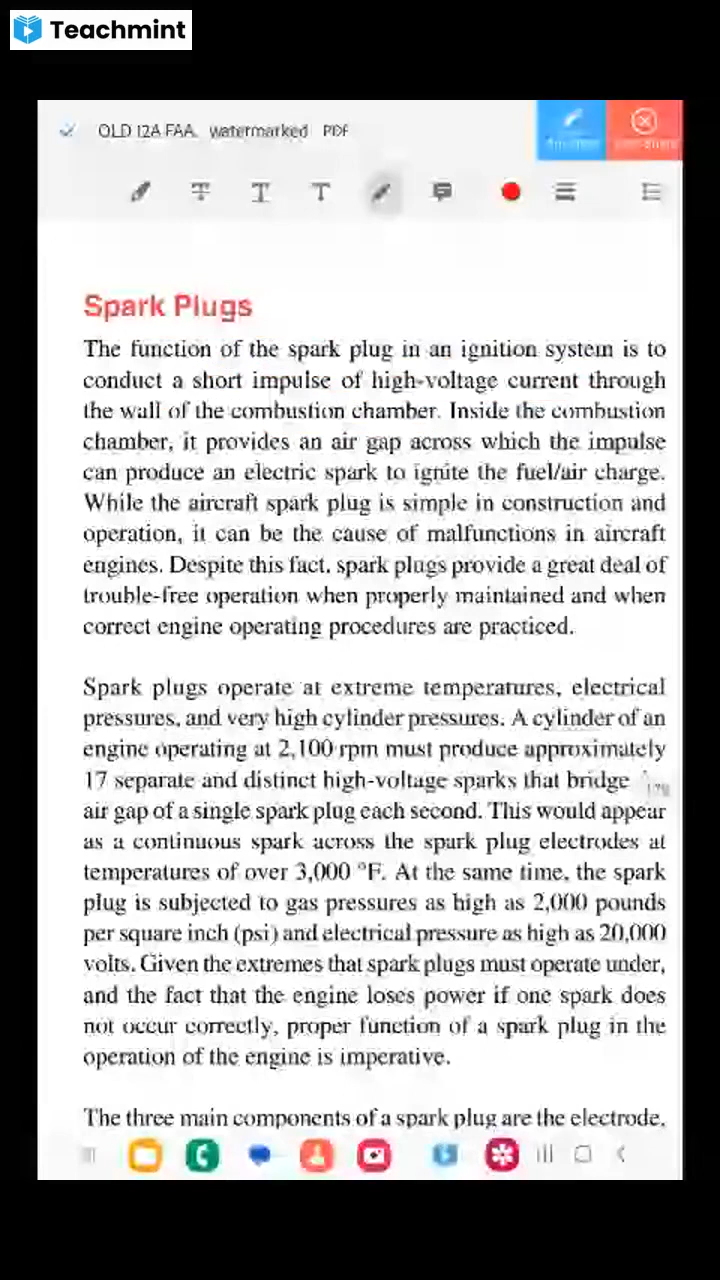 Teachmint
OLD 12A FAA. watermarked PDF
Spark Plugs
The function of the spark plug in an ignition system is to
conduct a short impulse of high-voltage current through
the wall of the combustion chamber. Inside the combustion
chamber, it provides an air gap across which the impulse
can produce an electric spark to ignite the fuel/air charge.
While the aircraft spark plug is simple in construction and
operation, it can be the cause of malfunctions in aircraft
engines. Despite this fact, spark plugs provide a great deal of
trouble-free operation when properly maintained and when
correct engine operating procedures are practiced.
Spark plugs operate at extreme temperatures, electrical
pressures, and very high cylinder pressures. A cylinder of an
engine operating at 2,100 rpm must produce approximately
17 separate and distinct high-voltage sparks that bridge
air gap of a single spark plug each second. This would appear
as a continuous spark across the spark plug electrodes at
temperatures of over 3,000 °F. At the same time, the spark
plug is subjected to gas pressures as high as 2,000 pounds
per square inch (psi) and electrical pressure as high as 20,000
volts. Given the extremes that spark plugs must operate under,
and the fact that the engine loses power if one spark does
not occur correctly, proper function of a spark plug in the
operation of the engine is imperative.
The three main components of a spark plug are the electrode,